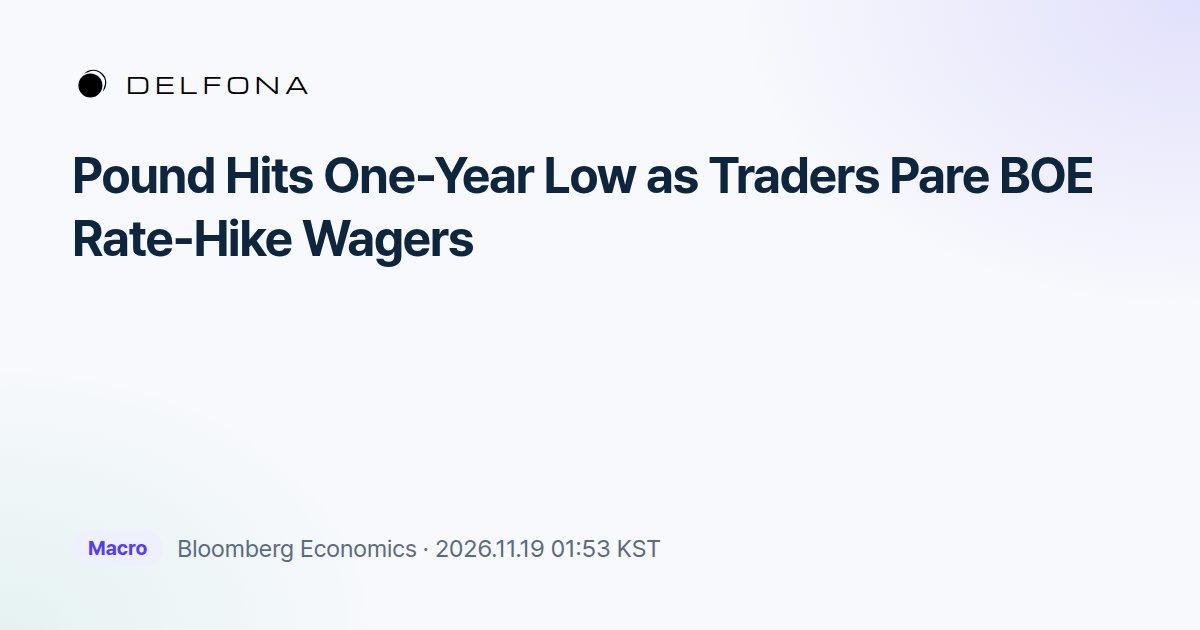 DELFONA
Pound Hits One-Year Low as Traders Pare BOE
Rate-Hike Wagers
Macro Bloomberg Economics · 2026.11.19 01:53 KST